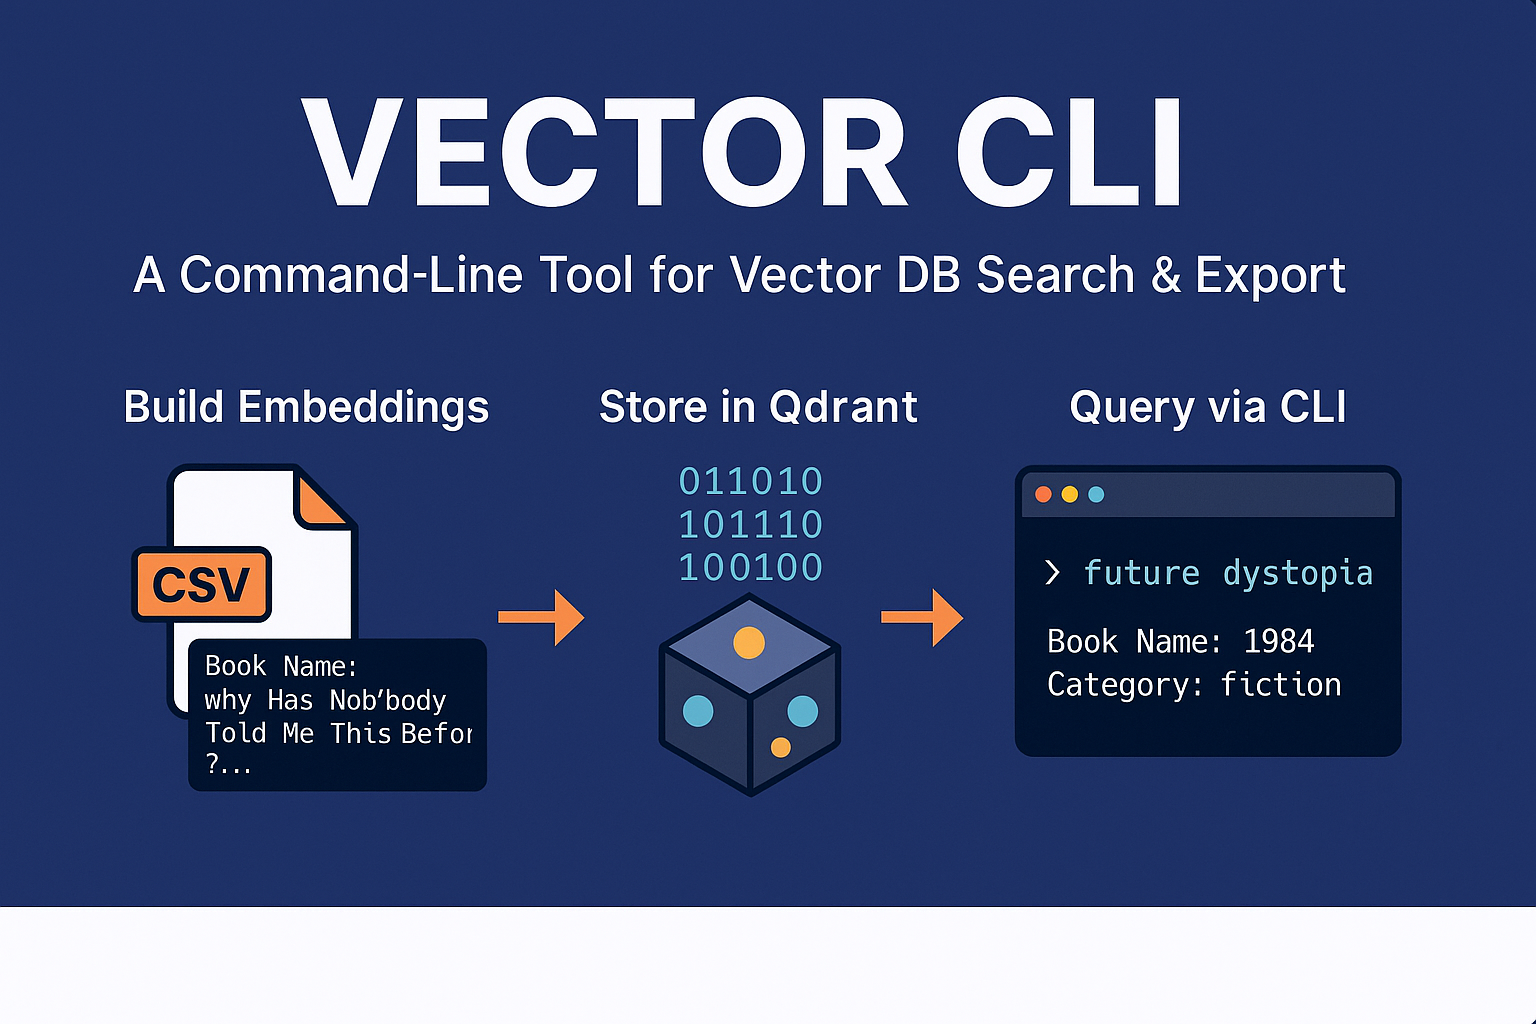 VECTOR CLI
A Command-Line Tool for Vector DB Search & Export
Build Embeddings
CSV
Book Name:
why Has Nob’body
Told Me This Befor
?...
Store in Qdrant
011010
101110
100100
Query via CLI
> future dystopia
Book Name: 1984
Category: fiction